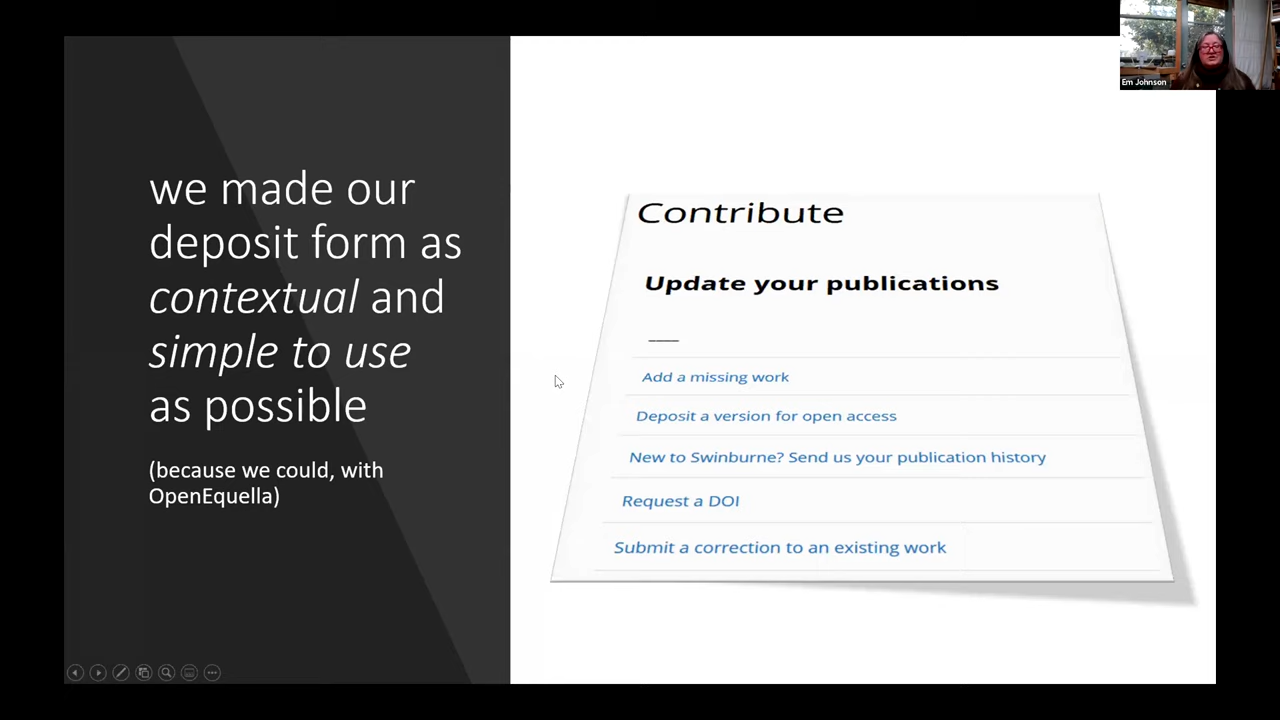 we made our
deposit form as
contextual and
simple to use
as possible
(because we could, with
OpenEquella)
Contribute
Update your publications
Add a missing work
Deposit a version for open access
New to Swinburne? Send us your publication history
Request a DOI
Submit a correction to an existing work
Em Johnson